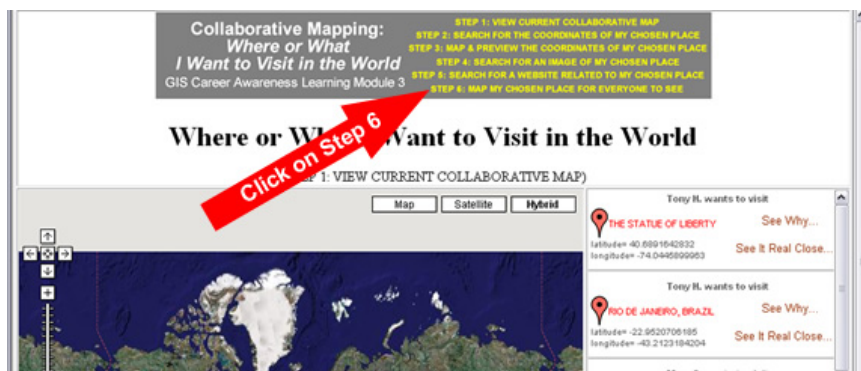 Collaborative Mapping:
Where or What
I Want to Visit in the World
GIS Career Awareness Learning Module 3
STEP 1: VIEW CURRENT COLLABORATIVE MAP
STEP 2: SEARCH FOR THE COORDINATES OF MY CHOSEN PLACE
STEP 3: MAP & PREVIEW THE COORDINATES OF MY CHOSEN PLACE
STEP 4: SEARCH FOR AN IMAGE OF MY CHOSEN PLACE
STEP 5: SEARCH FOR A WEBSITE RELATED TO MY CHOSEN PLACE
STEP 6: MAP MY CHOSEN PLACE FOR EVERYONE TO SEE
Click on Step 6
Where or Want to Visit in the World
1: VIEW CURRENT COLLABORATIVE MAP)
Map Satellite Hybrid
Tony H. wants to visit
THE STATUE OF LIBERTY See Why...
latitude= 40.6891642832
longitude= -74.0446899963
See It Real Close...
Tony H. wants to visit
RIO DE JANEIRO, BRAZIL See Why...
latitude= -22.9520706185
longitude= -43.2123184204
See It Real Close...